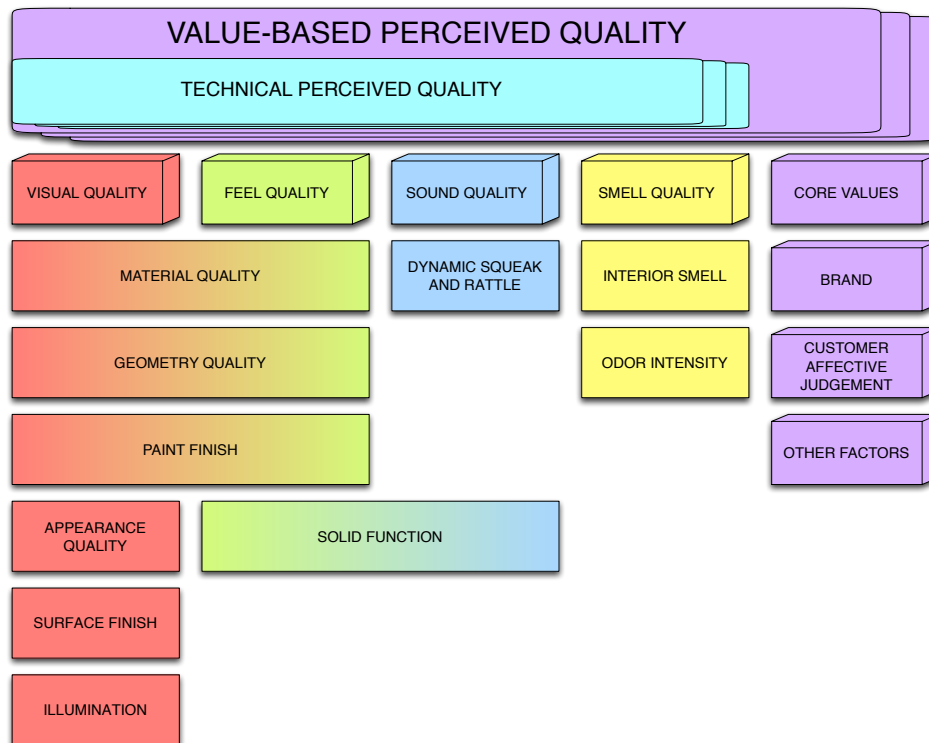 VALUE-BASED PERCEIVED QUALITY
TECHNICAL PERCEIVED QUALITY
VISUAL QUALITY
FEEL QUALITY
SOUND QUALITY
SMELL QUALITY
CORE VALUES
MATERIAL QUALITY
DYNAMIC SQUEAK
AND RATTLE
INTERIOR SMELL
BRAND
GEOMETRY QUALITY
ODOR INTENSITY
CUSTOMER
AFFECTIVE
JUDGEMENT
PAINT FINISH
OTHER FACTORS
APPEARANCE
QUALITY
SOLID FUNCTION
SURFACE FINISH
ILLUMINATION